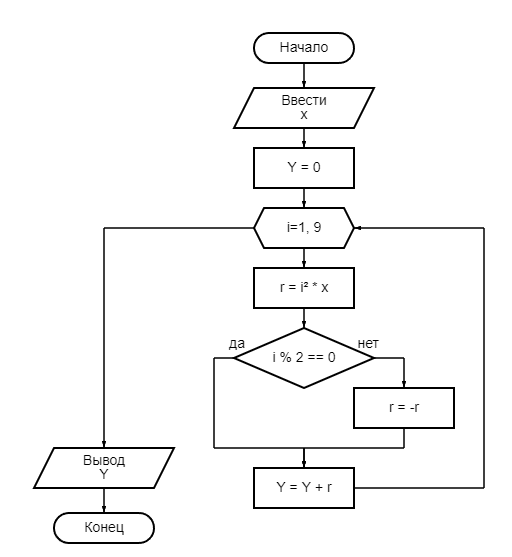 Начало
Ввести
x
Y = 0
i=1, 9
r = i² * x
да
нет
i % 2 == 0
r = -r
Вывод
Y
Y = Y + r
Конец